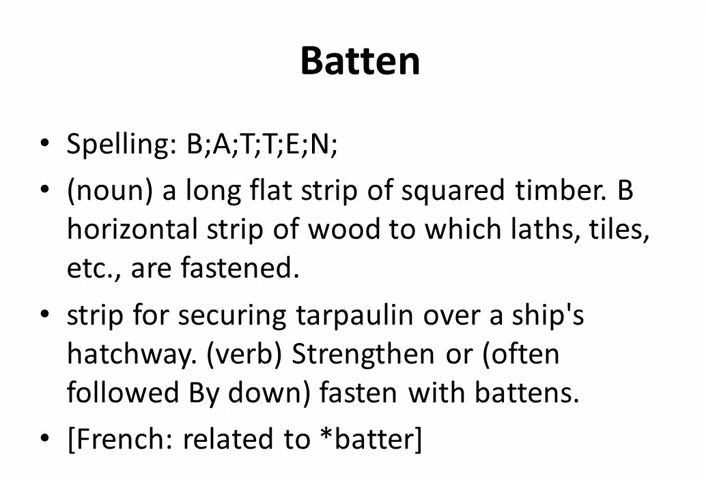 Batten
• Spelling: B;A;T;T;E;N;
• (noun) a long flat strip of squared timber. B
horizontal strip of wood to which laths, tiles,
etc., are fastened.
• strip for securing tarpaulin over a ship's
hatchway. (verb) Strengthen or (often
followed By down) fasten with battens.
• [French: related to *batter]